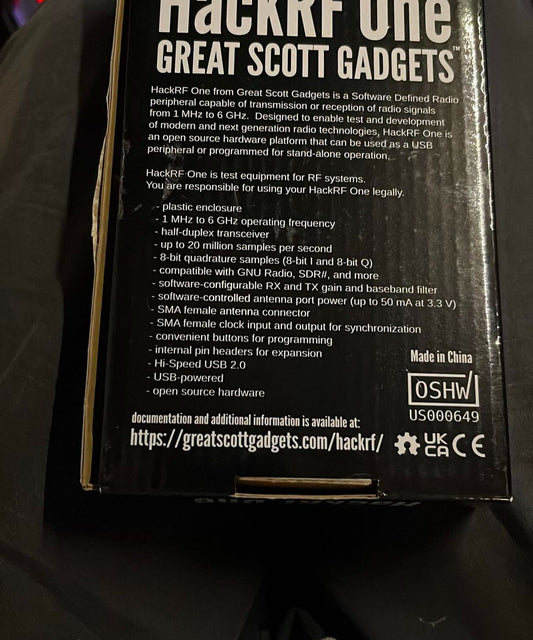 HackRF One
GREAT SCOTT GADGETS™
HackRF One from Great Scott Gadgets is a Software Defined Radio
peripheral capable of transmission or reception of radio signals
from 1 MHz to 6 GHz. Designed to enable test and development
of modern and next generation radio technologies, HackRF One is
an open source hardware platform that can be used as a USB
peripheral or programmed for stand-alone operation.
HackRF One is test equipment for RF systems.
You are responsible for using your HackRF One legally.
- plastic enclosure
- 1 MHz to 6 GHz operating frequency
- half-duplex transceiver
- up to 20 million samples per second
- 8-bit quadrature samples (8-bit I and 8-bit Q)
- compatible with GNU Radio, SDR#, and more
- software-configurable RX and TX gain and baseband filter
- software-controlled antenna port power (up to 50 mA at 3.3 V)
- SMA female antenna connector
- SMA female clock input and output for synchronization
- convenient buttons for programming
- internal pin headers for expansion
- Hi-Speed USB 2.0
- USB-powered
- open source hardware
Made in China
OSHW
US000649
documentation and additional information is available at:
https://greatscottgadgets.com/hackrf/
UK
CA CE
HackRF One